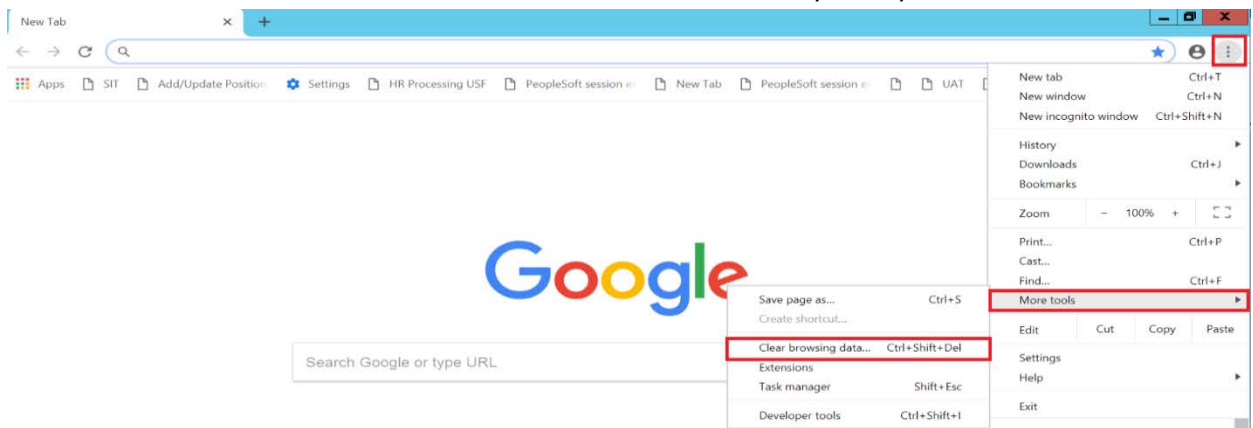 New Tab
Apps SIT Add/Update Position Settings HR Processing USF PeopleSoft session e New Tab PeopleSoft session e UAT
New tab Ctrl+T
New window Ctrl+N
New incognito window Ctrl+Shift+N
History
Downloads Ctrl+J
Bookmarks
Zoom - 100% +
Print... Ctrl+P
Cast...
Find... Ctrl+F
More tools
Edit Cut Copy Paste
Settings
Help
Exit
Google
Search Google or type URL
Save page as... Ctrl+S
Create shortcut...
Clear browsing data... Ctrl+Shift+Del
Extensions
Task manager Shift+Esc
Developer tools Ctrl+Shift+I